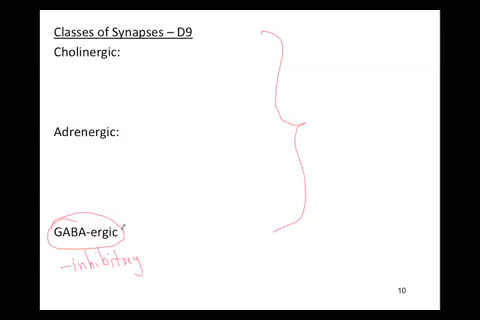 Classes of Synapses – D9
Cholinergic:
Adrenergic:
GABA-ergic
- inhibitory
10